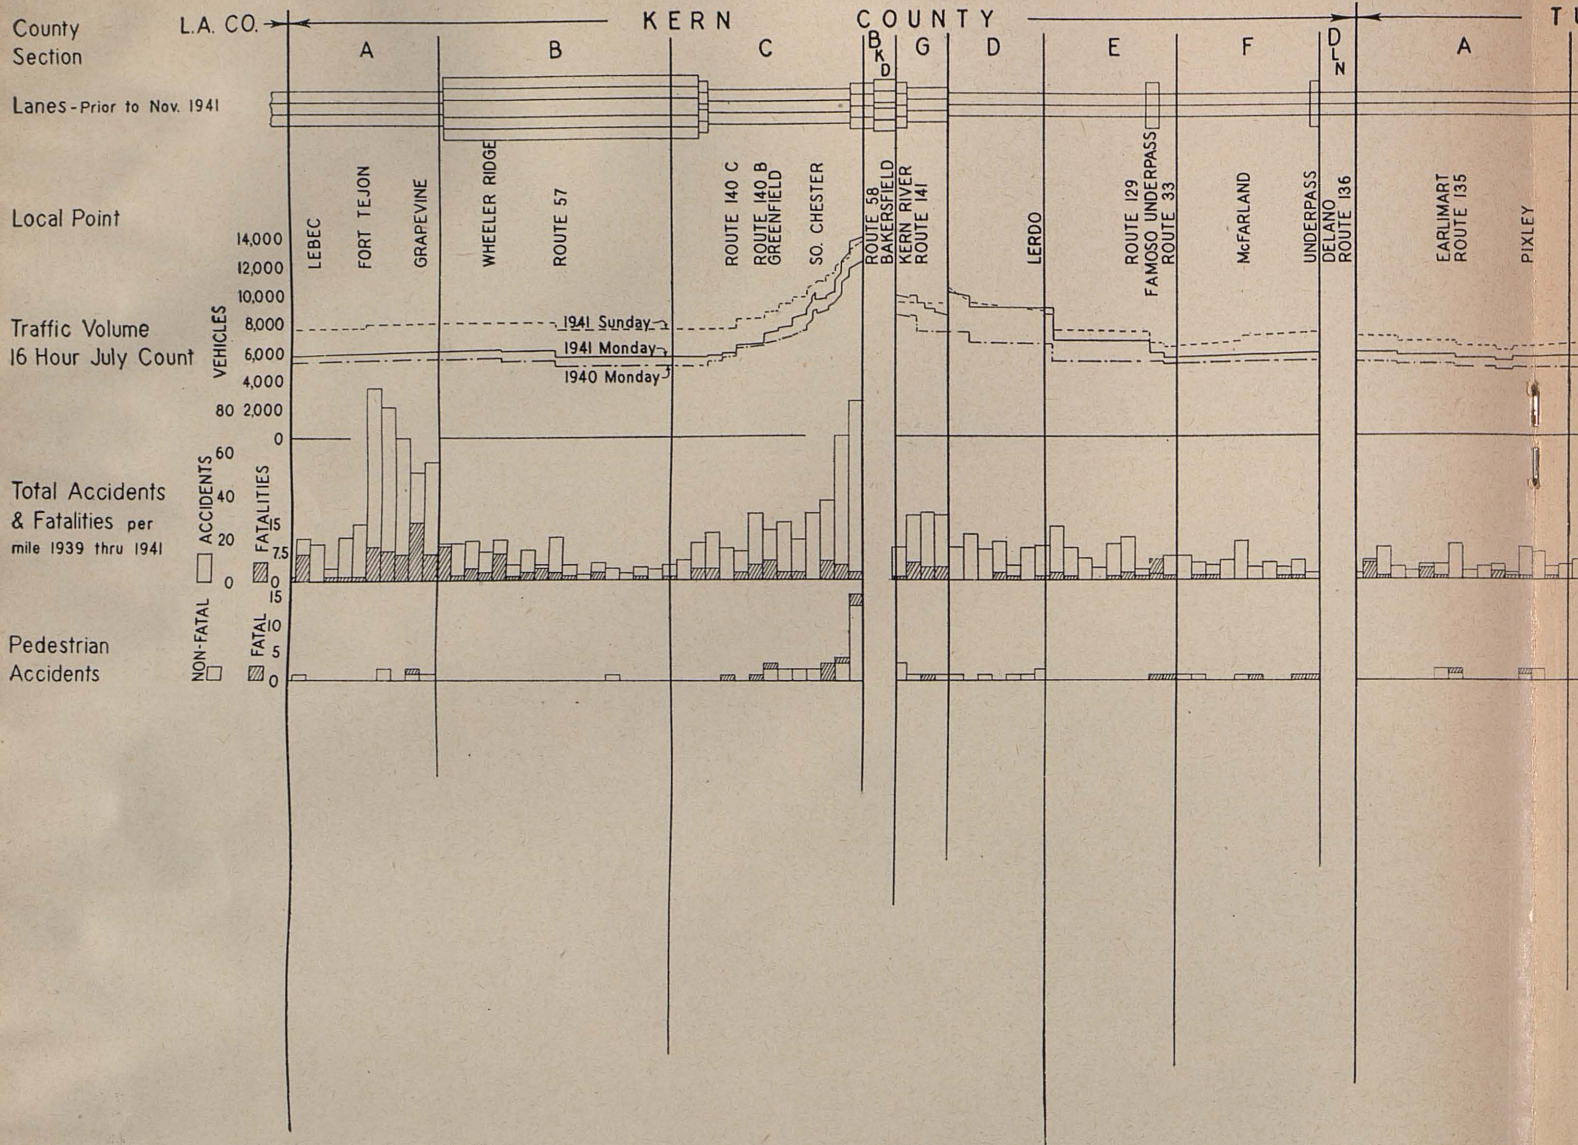 County L.A. CO. KERN COUNTY TU
Section A B C BKD G D E F DLN A
Lanes - Prior to Nov. 1941
Local Point
LEBEC
FORT TEJON
GRAPEVINE
WHEELER RIDGE
ROUTE 57
ROUTE 140 C
ROUTE 140 B
GREENFIELD
SO. CHESTER
ROUTE 58
BAKERSFIELD
KERN RIVER
ROUTE 141
LERDO
ROUTE 129
FAMOSO UNDERPASS
ROUTE 33
McFARLAND
UNDERPASS
DELANO
ROUTE 136
EARLIMART
ROUTE 135
PIXLEY
Traffic Volume
16 Hour July Count
VEHICLES
14,000
12,000
10,000
8,000
6,000
4,000
2,000
0
1941 Sunday
1941 Monday
1940 Monday
Total Accidents
& Fatalities per
mile 1939 thru 1941
ACCIDENTS
80
60
40
20
0
FATALITIES
15
7.5
0
Pedestrian
Accidents
NON-FATAL
FATAL
15
10
5
0